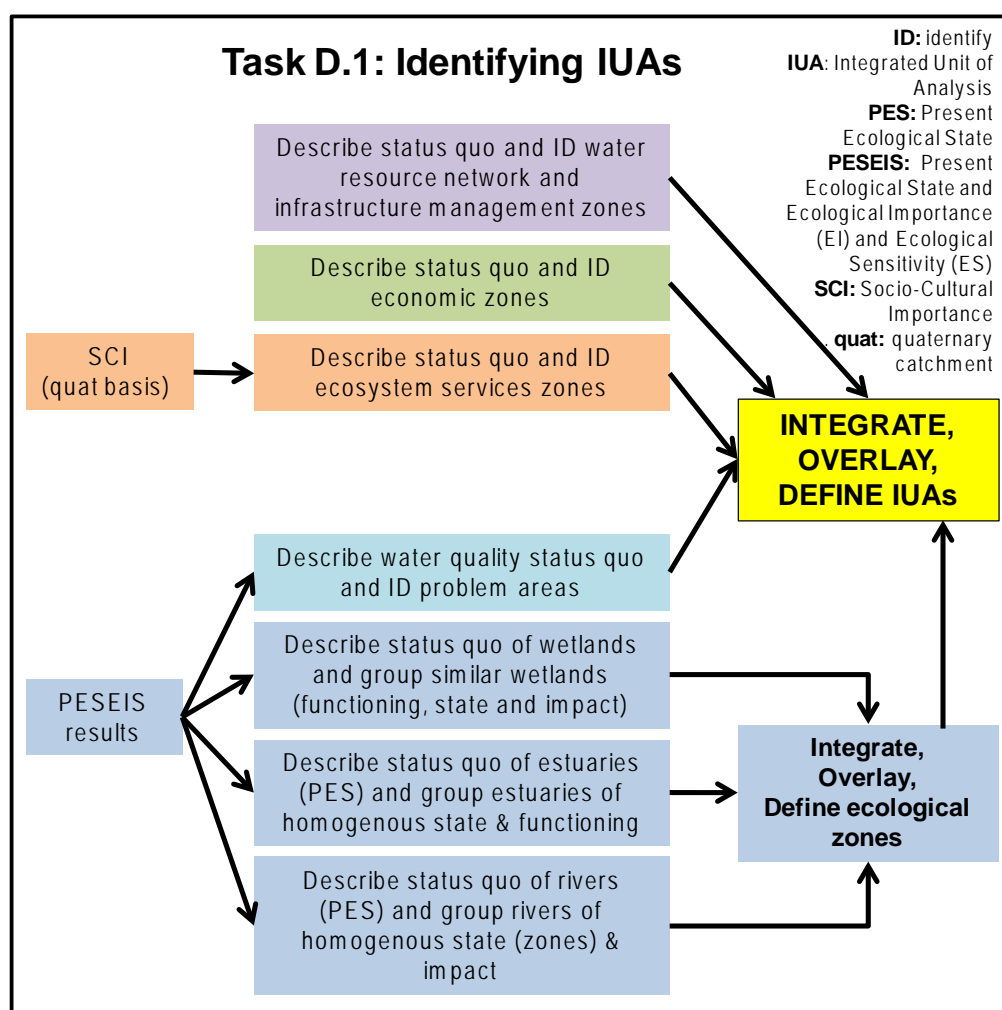 Task D.1: Identifying IUAs
ID: identify
IUA: Integrated Unit of
Analysis
PES: Present
Ecological State
PESEIS: Present
Ecological State and
Ecological Importance
(EI) and Ecological
Sensitivity (ES)
SCI: Socio-Cultural
Importance
. quat: quaternary
catchment
Describe status quo and ID water
resource network and
infrastructure management zones
Describe status quo and ID
economic zones
SCI
(quat basis)
Describe status quo and ID
ecosystem services zones
INTEGRATE,
OVERLAY,
DEFINE IUAs
Describe water quality status quo
and ID problem areas
Describe status quo of wetlands
and group similar wetlands
(functioning, state and impact)
PESEIS
results
Describe status quo of estuaries
(PES) and group estuaries of
homogenous state & functioning
Integrate,
Overlay,
Define ecological
zones
Describe status quo of rivers
(PES) and group rivers of
homogenous state (zones) &
impact